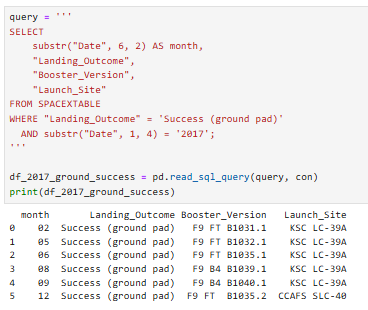 query = '''
SELECT
    substr("Date", 6, 2) AS month,
    "Landing_Outcome",
    "Booster_Version",
    "Launch_Site"
FROM SPACEXTABLE
WHERE "Landing_Outcome" = 'Success (ground pad)'
  AND substr("Date", 1, 4) = '2017';
'''
df_2017_ground_success = pd.read_sql_query(query, con)
print(df_2017_ground_success)
  month       Landing_Outcome Booster_Version   Launch_Site
0    02  Success (ground pad)   F9 FT B1031.1    KSC LC-39A
1    05  Success (ground pad)   F9 FT B1032.1    KSC LC-39A
2    06  Success (ground pad)   F9 FT B1035.1    KSC LC-39A
3    08  Success (ground pad)   F9 B4 B1039.1    KSC LC-39A
4    09  Success (ground pad)   F9 B4 B1040.1    KSC LC-39A
5    12  Success (ground pad)  F9 FT  B1035.2  CCAFS SLC-40